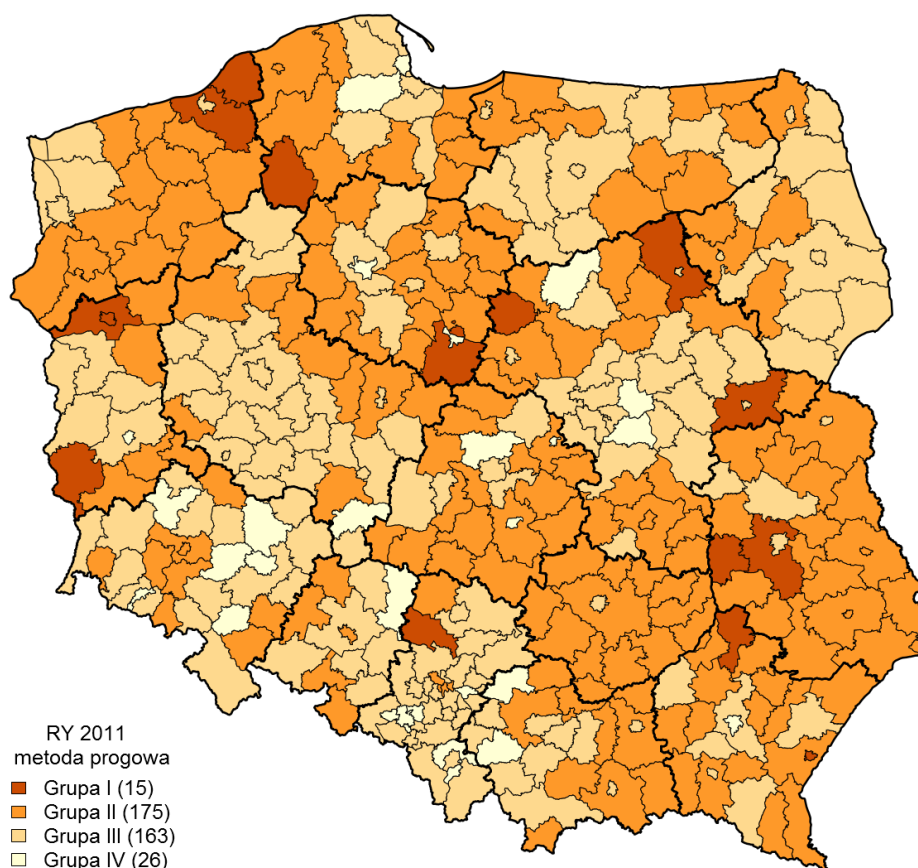 RY 2011
metoda progowa
Grupa I (15)
Grupa II (175)
Grupa III (163)
Grupa IV (26)